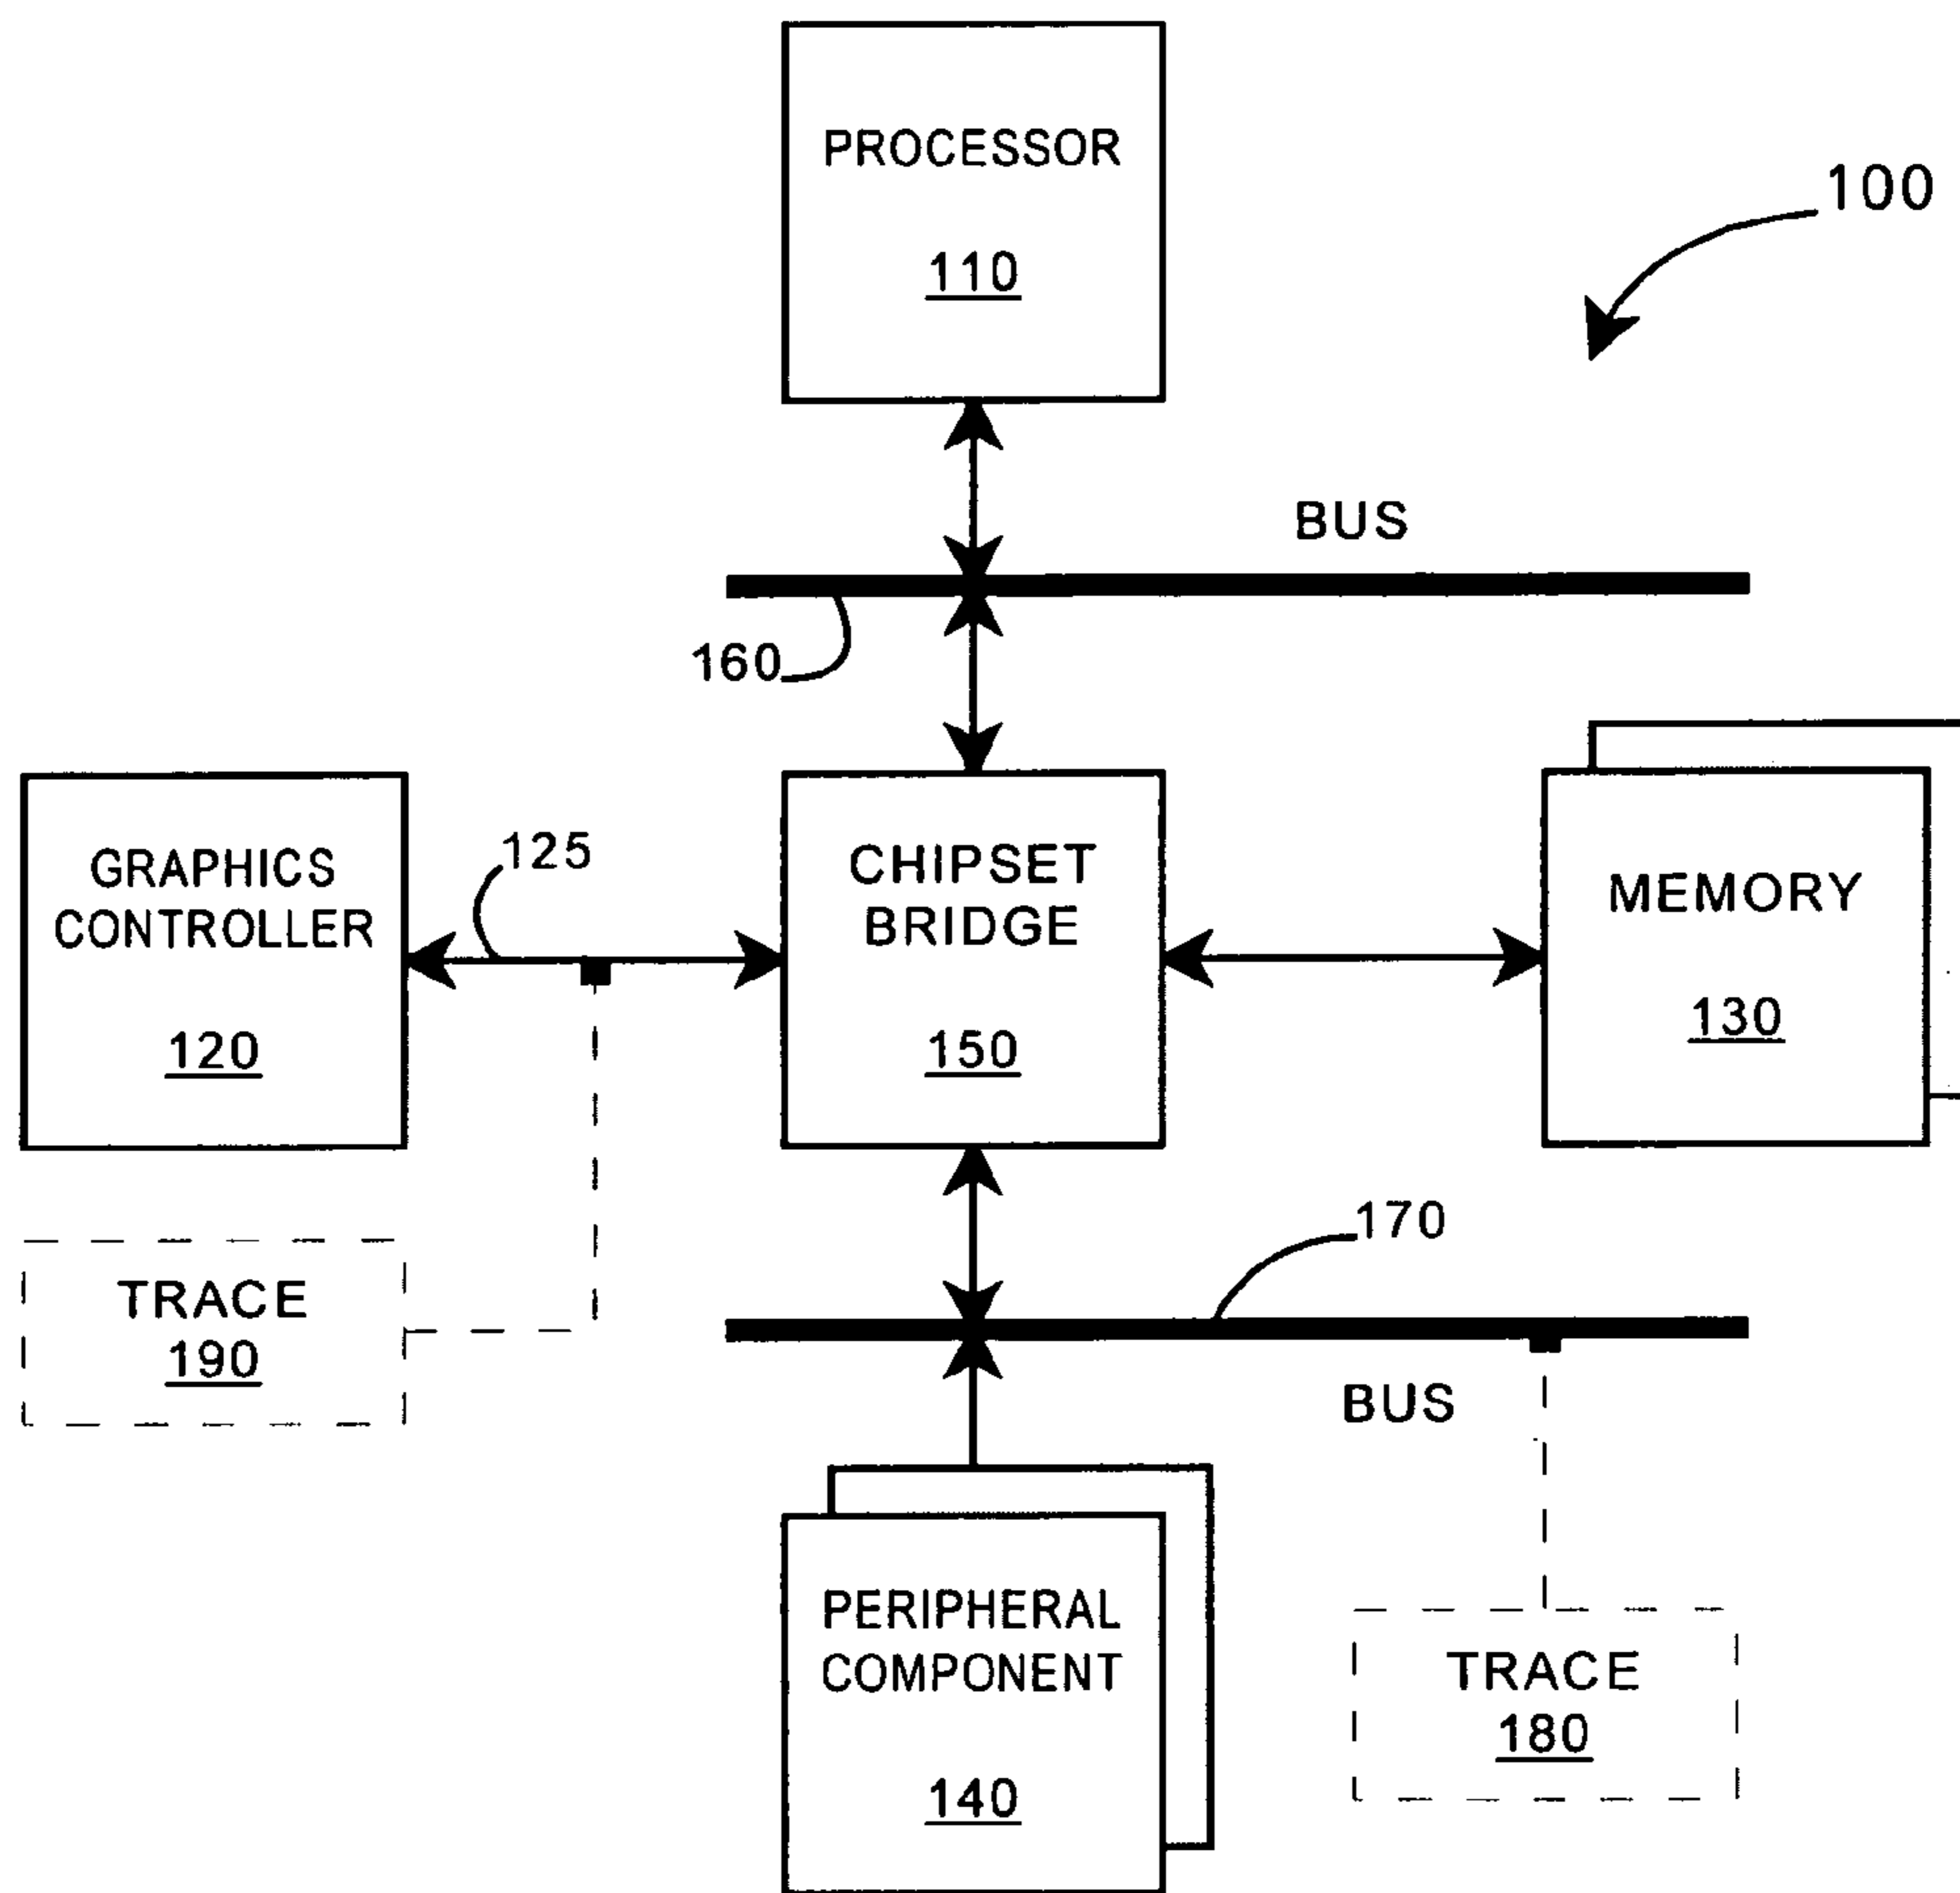 PROCESSOR
110
100
BUS
160
GRAPHICS
CONTROLLER
120
125
CHIPSET
BRIDGE
150
MEMORY
130
170
TRACE
190
BUS
PERIPHERAL
COMPONENT
140
TRACE
180